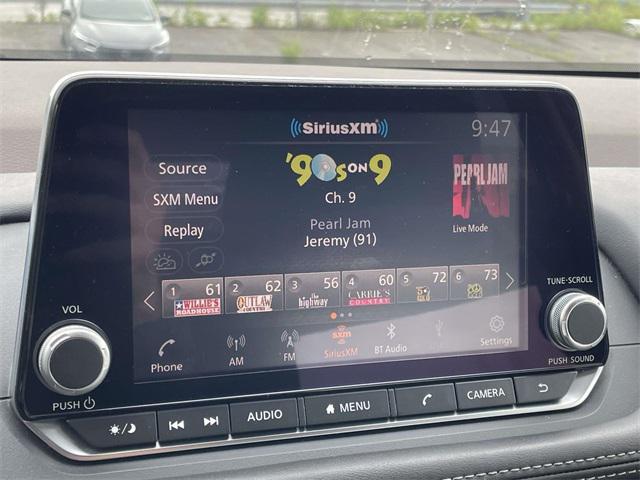 SiriusXM
9:47
'90s ON 9
Source
SXM Menu
Replay
Ch. 9
Pearl Jam
Jeremy (91)
PEARL JAM
Live Mode
1 61 2 62 3 56 4 60 5 72 6 73
WILLIE'S ROADHOUSE
OUTLAW COUNTRY
the highway
CARRIE'S COUNTRY
VOL
TUNE·SCROLL
Phone AM FM SiriusXM BT Audio Settings
sxm
PUSH
PUSH SOUND
AUDIO MENU CAMERA